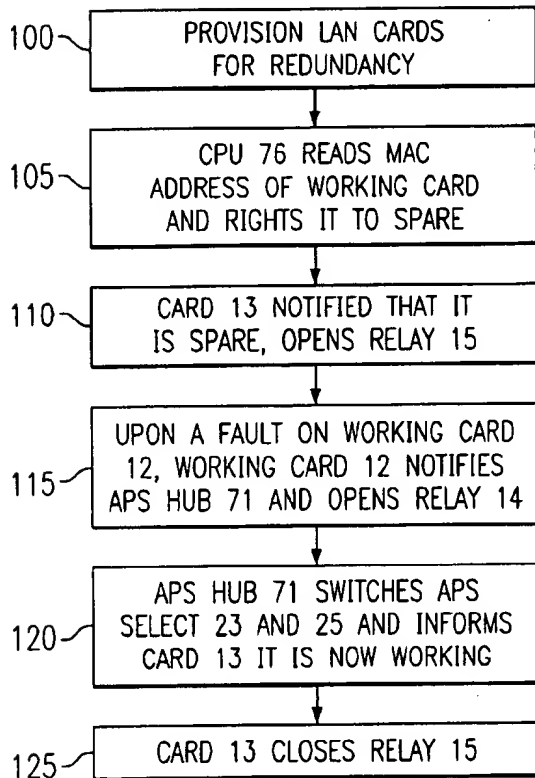 100
PROVISION LAN CARDS
FOR REDUNDANCY
105
CPU 76 READS MAC
ADDRESS OF WORKING CARD
AND RIGHTS IT TO SPARE
110
CARD 13 NOTIFIED THAT IT
IS SPARE, OPENS RELAY 15
115
UPON A FAULT ON WORKING CARD
12, WORKING CARD 12 NOTIFIES
APS HUB 71 AND OPENS RELAY 14
120
APS HUB 71 SWITCHES APS
SELECT 23 AND 25 AND INFORMS
CARD 13 IT IS NOW WORKING
125
CARD 13 CLOSES RELAY 15